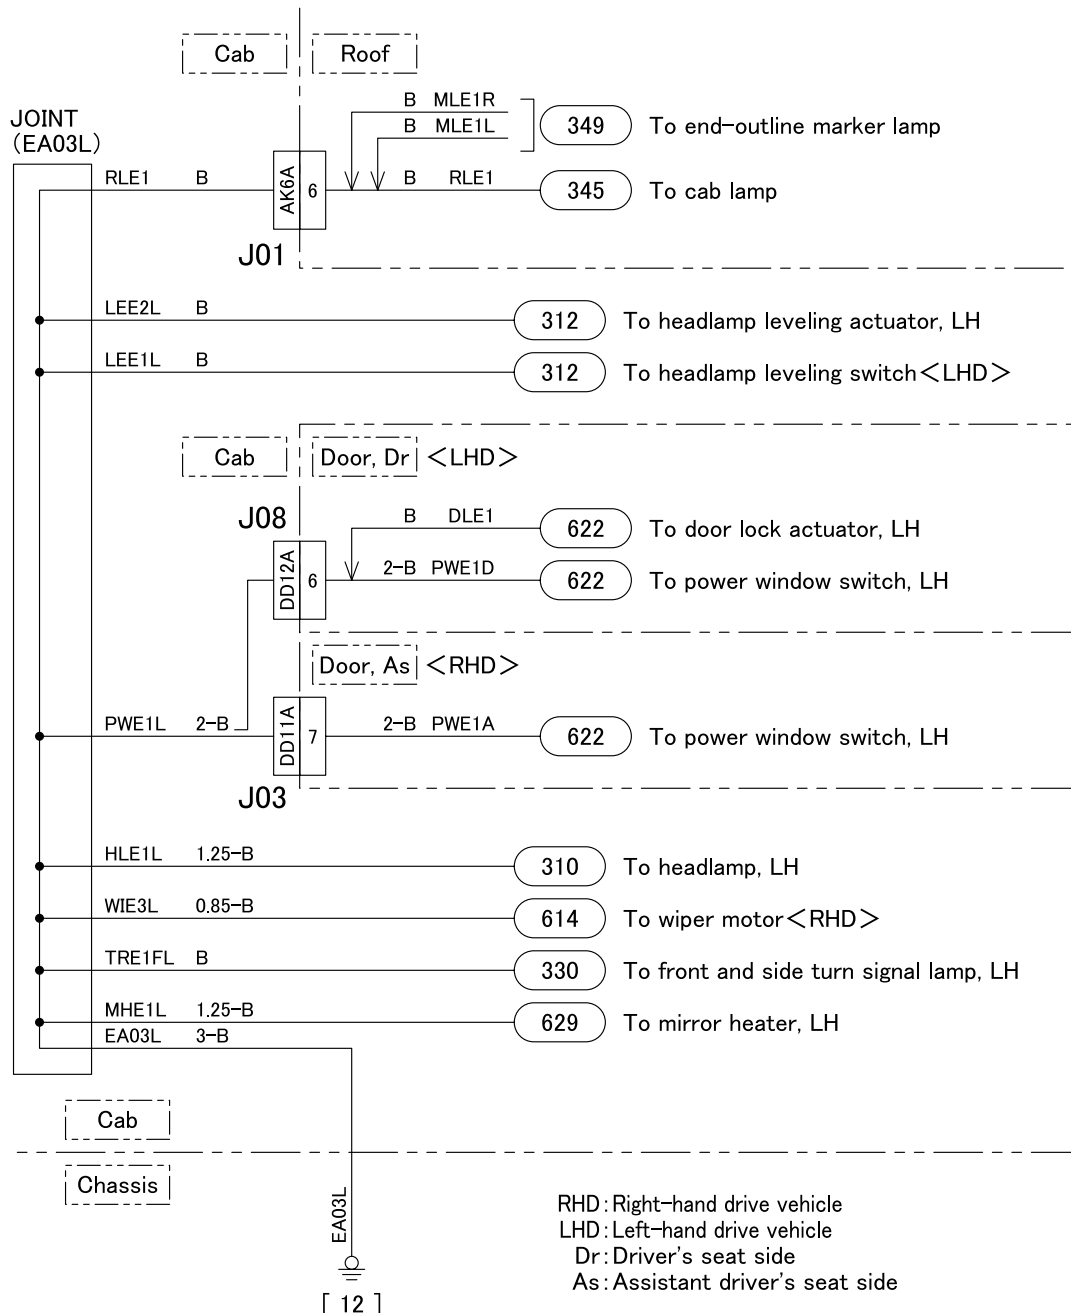 Cab Roof
JOINT
(EA03L)
B MLE1R
B MLE1L
349 To end-outline marker lamp
RLE1 B AK6A 6 B RLE1 345 To cab lamp
J01
LEE2L B 312 To headlamp leveling actuator, LH
LEE1L B 312 To headlamp leveling switch<LHD>
Cab Door, Dr <LHD>
J08
B DLE1 622 To door lock actuator, LH
DD12A 6 2-B PWE1D 622 To power window switch, LH
Door, As <RHD>
PWE1L 2-B DD11A 7 2-B PWE1A 622 To power window switch, LH
J03
HLE1L 1.25-B 310 To headlamp, LH
WIE3L 0.85-B 614 To wiper motor<RHD>
TRE1FL B 330 To front and side turn signal lamp, LH
MHE1L 1.25-B 629 To mirror heater, LH
EA03L 3-B
Cab
Chassis
EA03L
[ 12 ]
RHD:Right-hand drive vehicle
LHD:Left-hand drive vehicle
Dr:Driver's seat side
As:Assistant driver's seat side